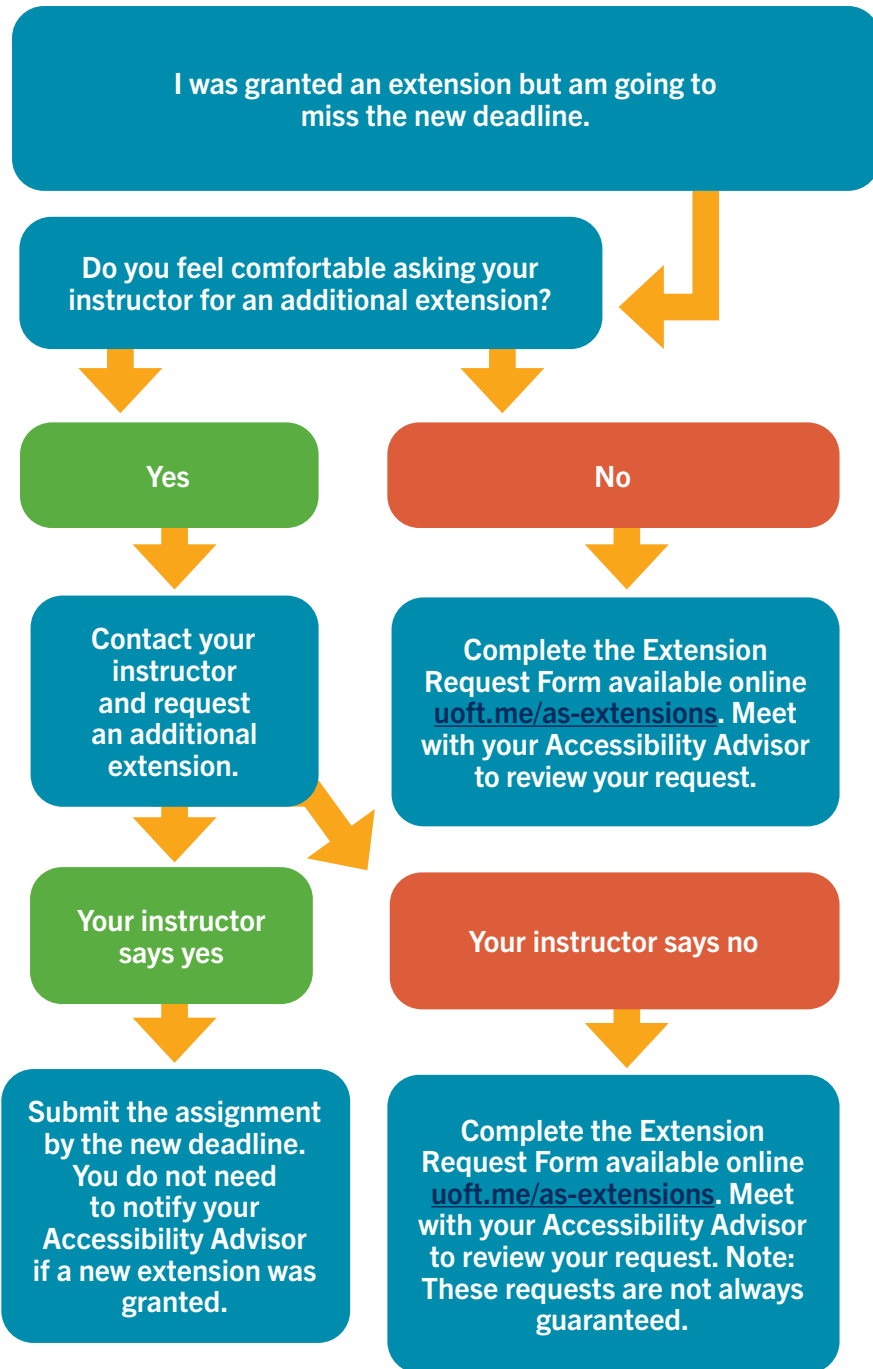 I was granted an extension but am going to
miss the new deadline.
Do you feel comfortable asking your
instructor for an additional extension?
Yes
No
Contact your
instructor
and request
an additional
extension.
Complete the Extension
Request Form available online
uoft.me/as-extensions. Meet
with your Accessibility Advisor
to review your request.
Your instructor
says yes
Your instructor says no
Submit the assignment
by the new deadline.
You do not need
to notify your
Accessibility Advisor
if a new extension was
granted.
Complete the Extension
Request Form available online
uoft.me/as-extensions. Meet
with your Accessibility Advisor
to review your request. Note:
These requests are not always
guaranteed.